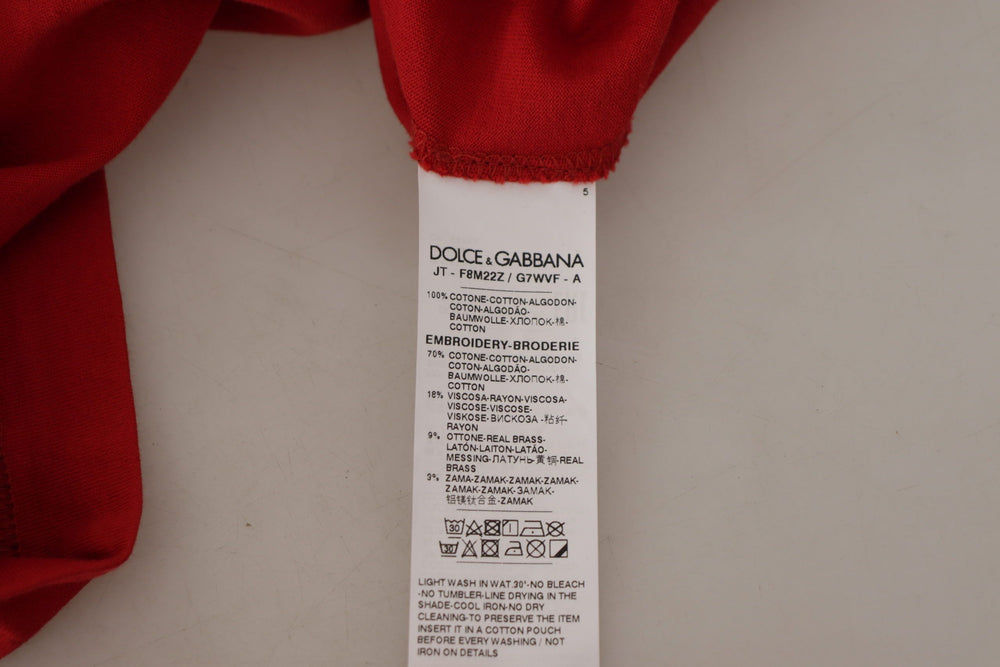 5
DOLCE & GABBANA
JT - F8M22Z / G7WVF - A
100% COTONE-COTTON-ALGODON-
COTON-ALGODÃO-
BAUMWOLLE-ХЛОПОК-棉-
COTTON
EMBROIDERY-BRODERIE
70% COTONE-COTTON-ALGODON-
COTON-ALGODÃO-
BAUMWOLLE-ХЛОПОК-棉-
COTTON
18% VISCOSA-RAYON-VISCOSA-
VISCOSE-VISCOSE-
VISKOSE-ВИСКОЗА -粘纤-
RAYON
9% OTTONE-REAL BRASS-
LATÓN-LAITON-LATÃO-
MESSING-ЛАТУНЬ-黄铜-REAL
BRASS
3% ZAMA-ZAMAK-ZAMAK-ZAMAK-
ZAMAK-ZAMAK-ЗАМАК-
铝镁钛合金-ZAMAK
30
30
LIGHT WASH IN WAT.30°-NO BLEACH
-NO TUMBLER-LINE DRYING IN THE
SHADE-COOL IRON-NO DRY
CLEANING-TO PRESERVE THE ITEM
INSERT IT IN A COTTON POUCH
BEFORE EVERY WASHING / NOT
IRON ON DETAILS